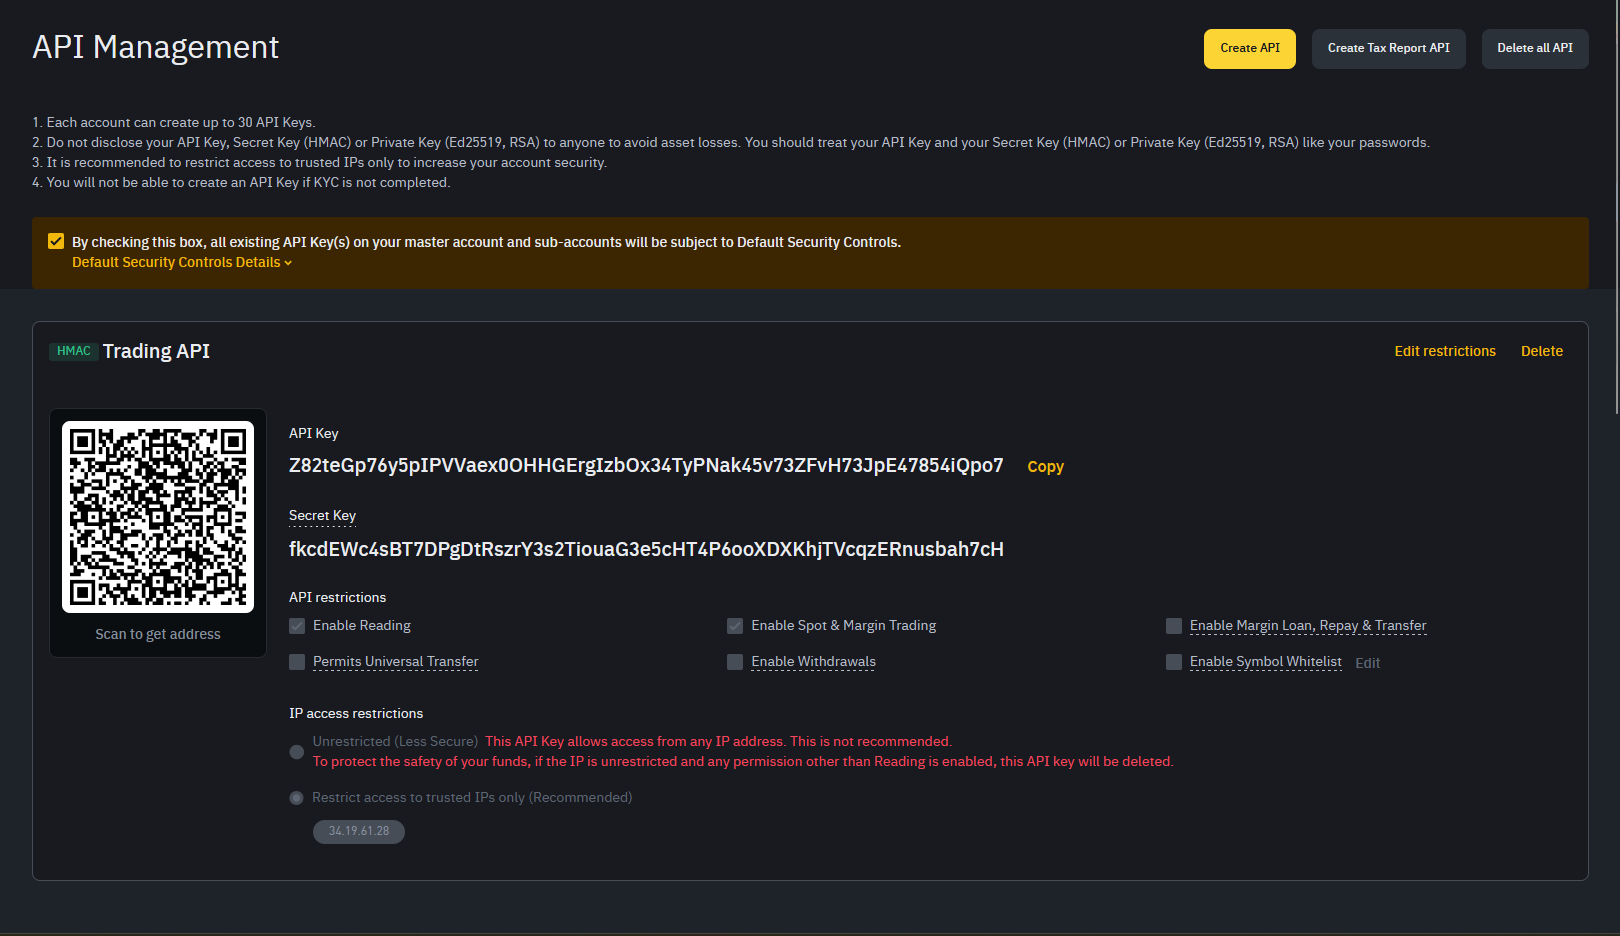 API Management
Create API
Create Tax Report API
Delete all API
1. Each account can create up to 30 API Keys.
2. Do not disclose your API Key, Secret Key (HMAC) or Private Key (Ed25519, RSA) to anyone to avoid asset losses. You should treat your API Key and your Secret Key (HMAC) or Private Key (Ed25519, RSA) like your passwords.
3. It is recommended to restrict access to trusted IPs only to increase your account security.
4. You will not be able to create an API Key if KYC is not completed.
By checking this box, all existing API Key(s) on your master account and sub-accounts will be subject to Default Security Controls.
Default Security Controls Details
HMAC Trading API
Edit restrictions
Delete
Scan to get address
API Key
Z82teGp76y5pIPVVaex0OHHGErgIzbOx34TyPNak45v73ZFvH73JpE47854iQpo7 Copy
Secret Key
fkcdEWc4sBT7DPgDtRszrY3s2TiouaG3e5cHT4P6ooXDXKhjTVcqzERnusbah7cH
API restrictions
Enable Reading
Enable Spot & Margin Trading
Enable Margin Loan, Repay & Transfer
Permits Universal Transfer
Enable Withdrawals
Enable Symbol Whitelist Edit
IP access restrictions
Unrestricted (Less Secure) This API Key allows access from any IP address. This is not recommended.
To protect the safety of your funds, if the IP is unrestricted and any permission other than Reading is enabled, this API key will be deleted.
Restrict access to trusted IPs only (Recommended)
34.19.61.28